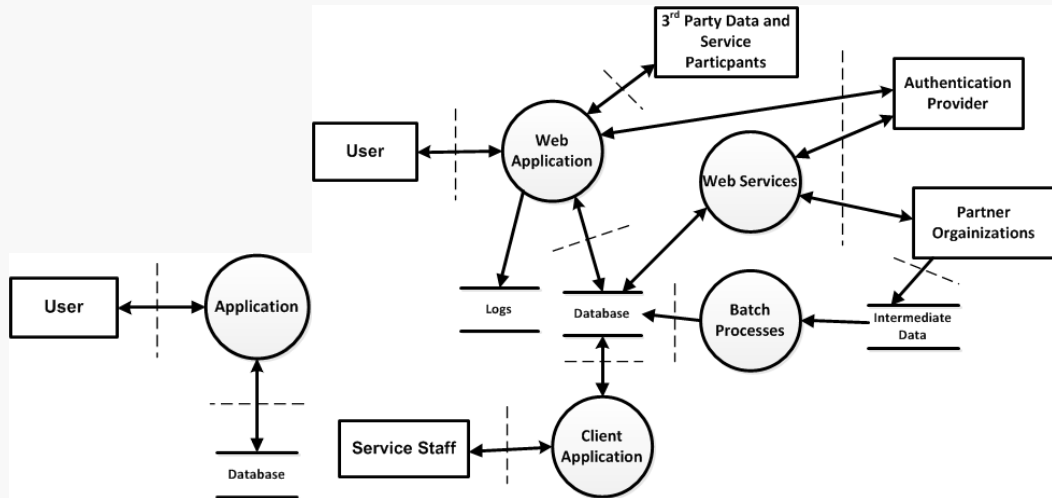 3rd Party Data and
Service
Particpants
Authentication
Provider
User
Web
Application
Web Services
Partner
Orgainizations
User
Application
Logs
Database
Batch
Processes
Intermediate
Data
Service Staff
Client
Application
Database